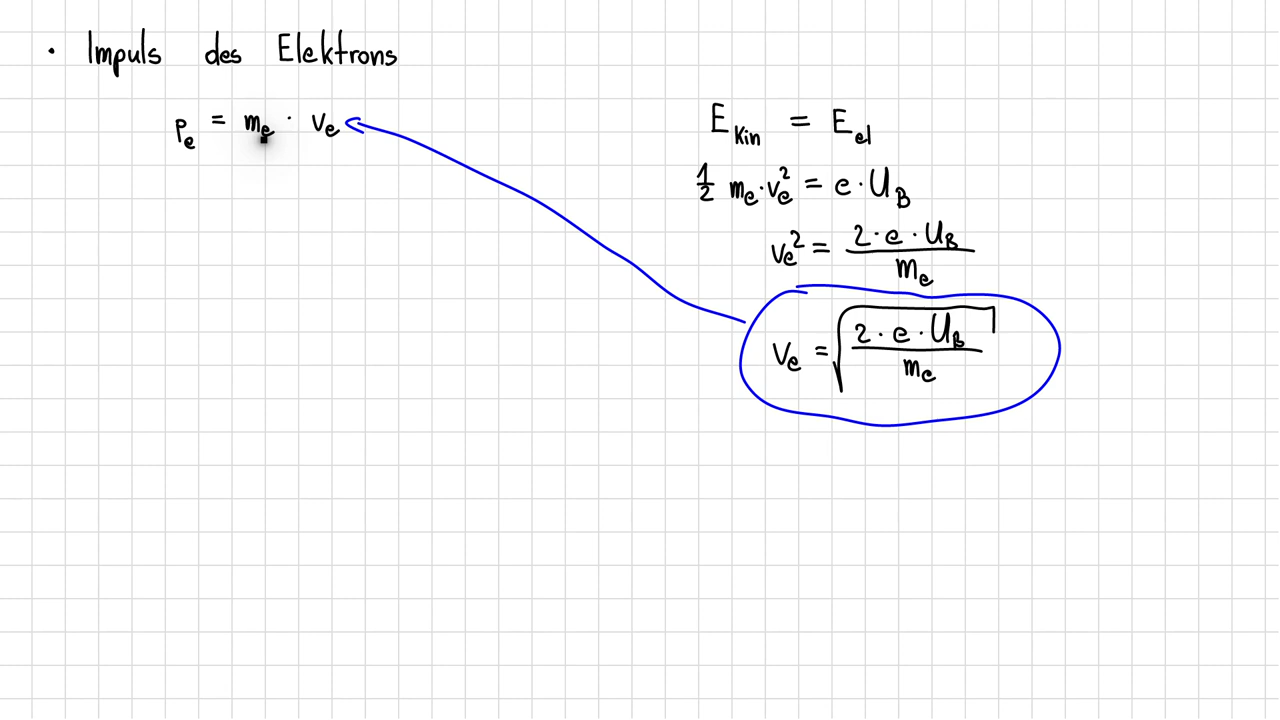 • Impuls des Elektrons
p_e = m_e · v_e
E_Kin = E_el
1/2 m_e · v_e² = e · U_B
v_e² = (2 · e · U_B) / m_e
v_e = √((2 · e · U_B) / m_e)